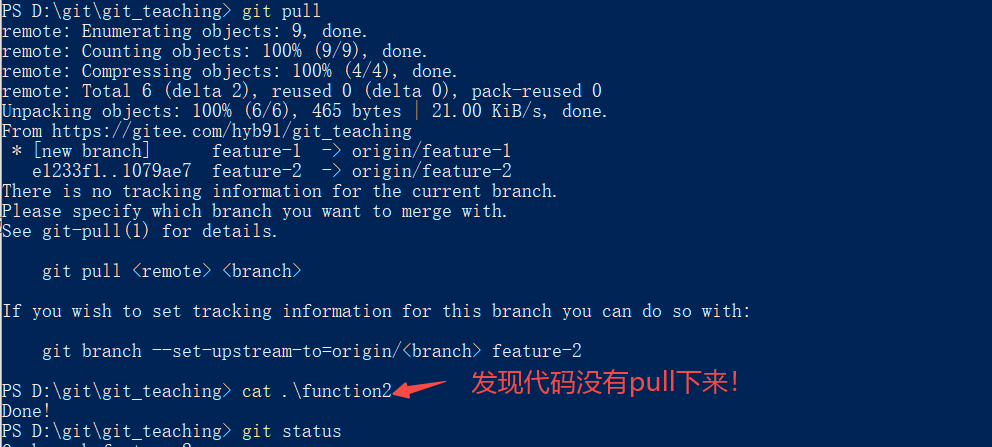 PS D:\git\git_teaching> git pull
remote: Enumerating objects: 9, done.
remote: Counting objects: 100% (9/9), done.
remote: Compressing objects: 100% (4/4), done.
remote: Total 6 (delta 2), reused 0 (delta 0), pack-reused 0
Unpacking objects: 100% (6/6), 465 bytes | 21.00 KiB/s, done.
From https://gitee.com/hyb91/git_teaching
 * [new branch]      feature-1  -> origin/feature-1
   e1233f1..1079ae7  feature-2  -> origin/feature-2
There is no tracking information for the current branch.
Please specify which branch you want to merge with.
See git-pull(1) for details.
    git pull <remote> <branch>
If you wish to set tracking information for this branch you can do so with:
    git branch --set-upstream-to=origin/<branch> feature-2
PS D:\git\git_teaching> cat .\function2 发现代码没有pull下来！
Done!
PS D:\git\git_teaching> git status